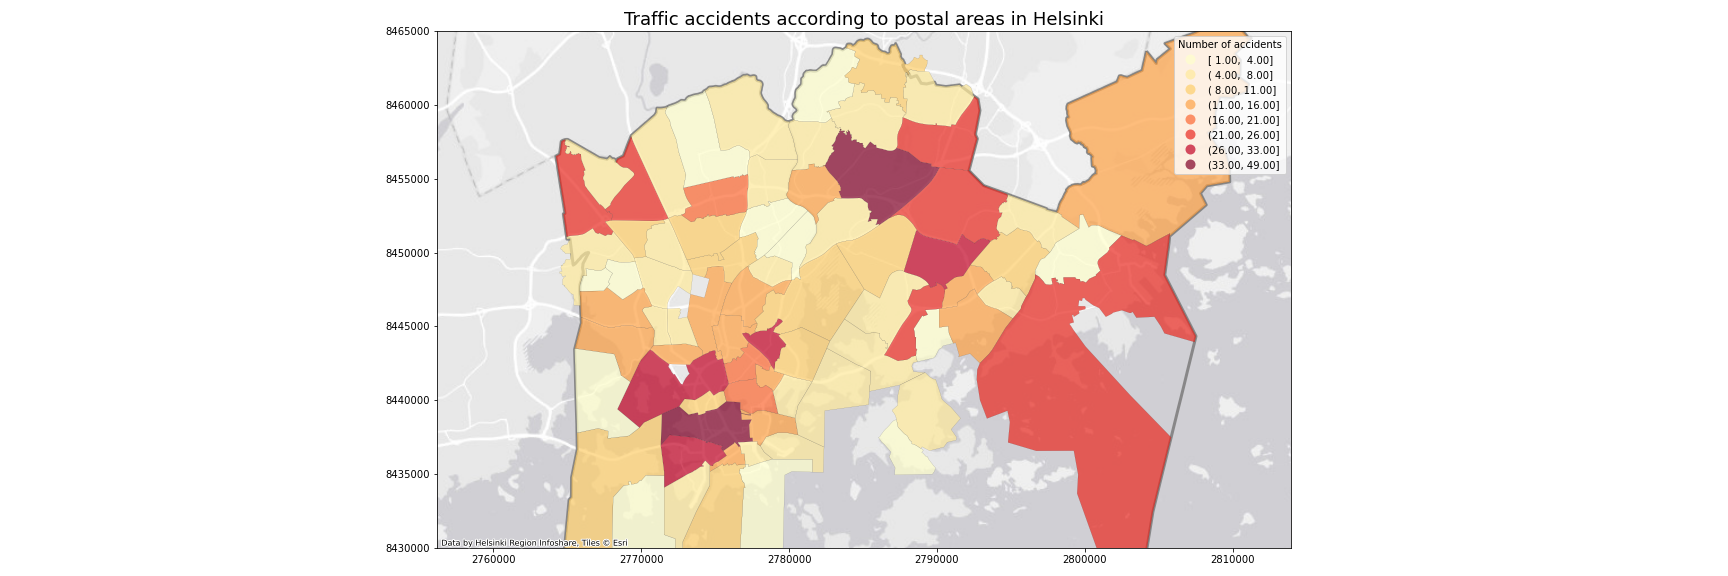 Traffic accidents according to postal areas in Helsinki
8465000
8460000
8455000
8450000
8445000
8440000
8435000
8430000
Number of accidents
[ 1.00,  4.00]
( 4.00,  8.00]
( 8.00, 11.00]
(11.00, 16.00]
(16.00, 21.00]
(21.00, 26.00]
(26.00, 33.00]
(33.00, 49.00]
Data by Helsinki Region Infoshare, Tiles © Esri
2760000 2770000 2780000 2790000 2800000 2810000